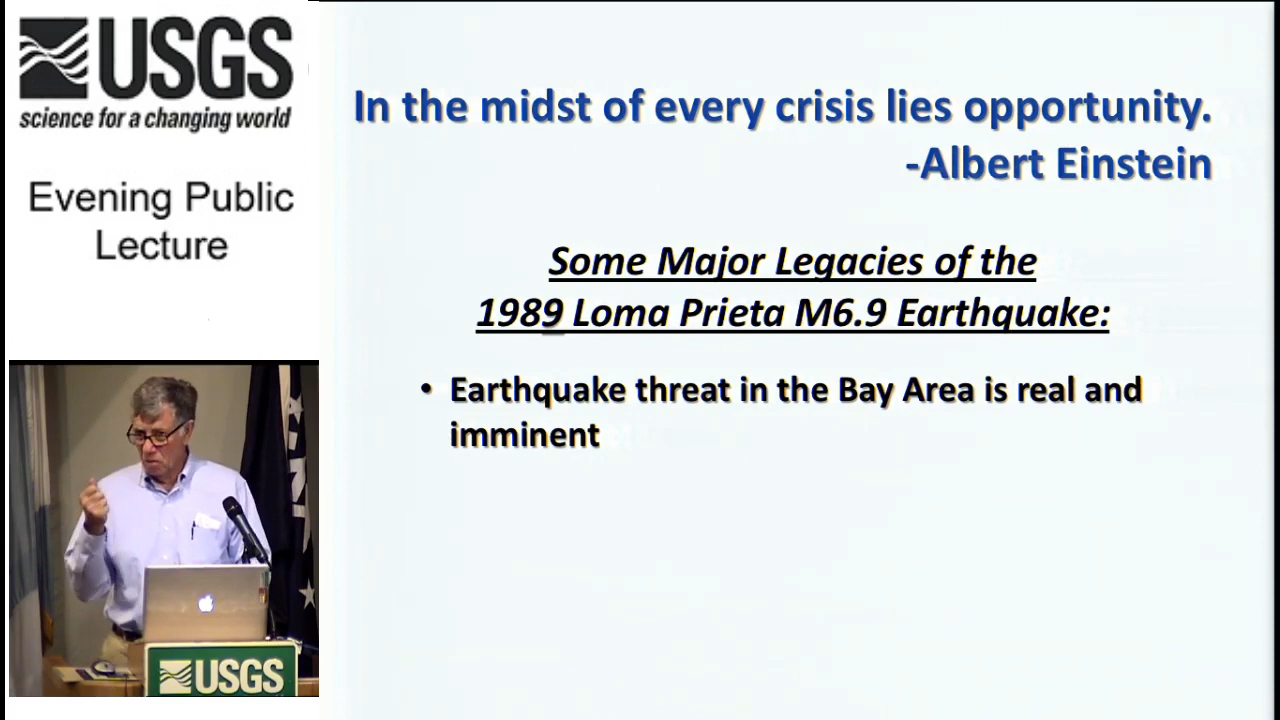 USGS
science for a changing world
Evening Public
Lecture
In the midst of every crisis lies opportunity.
-Albert Einstein
Some Major Legacies of the
1989 Loma Prieta M6.9 Earthquake:
• Earthquake threat in the Bay Area is real and
imminent
USGS